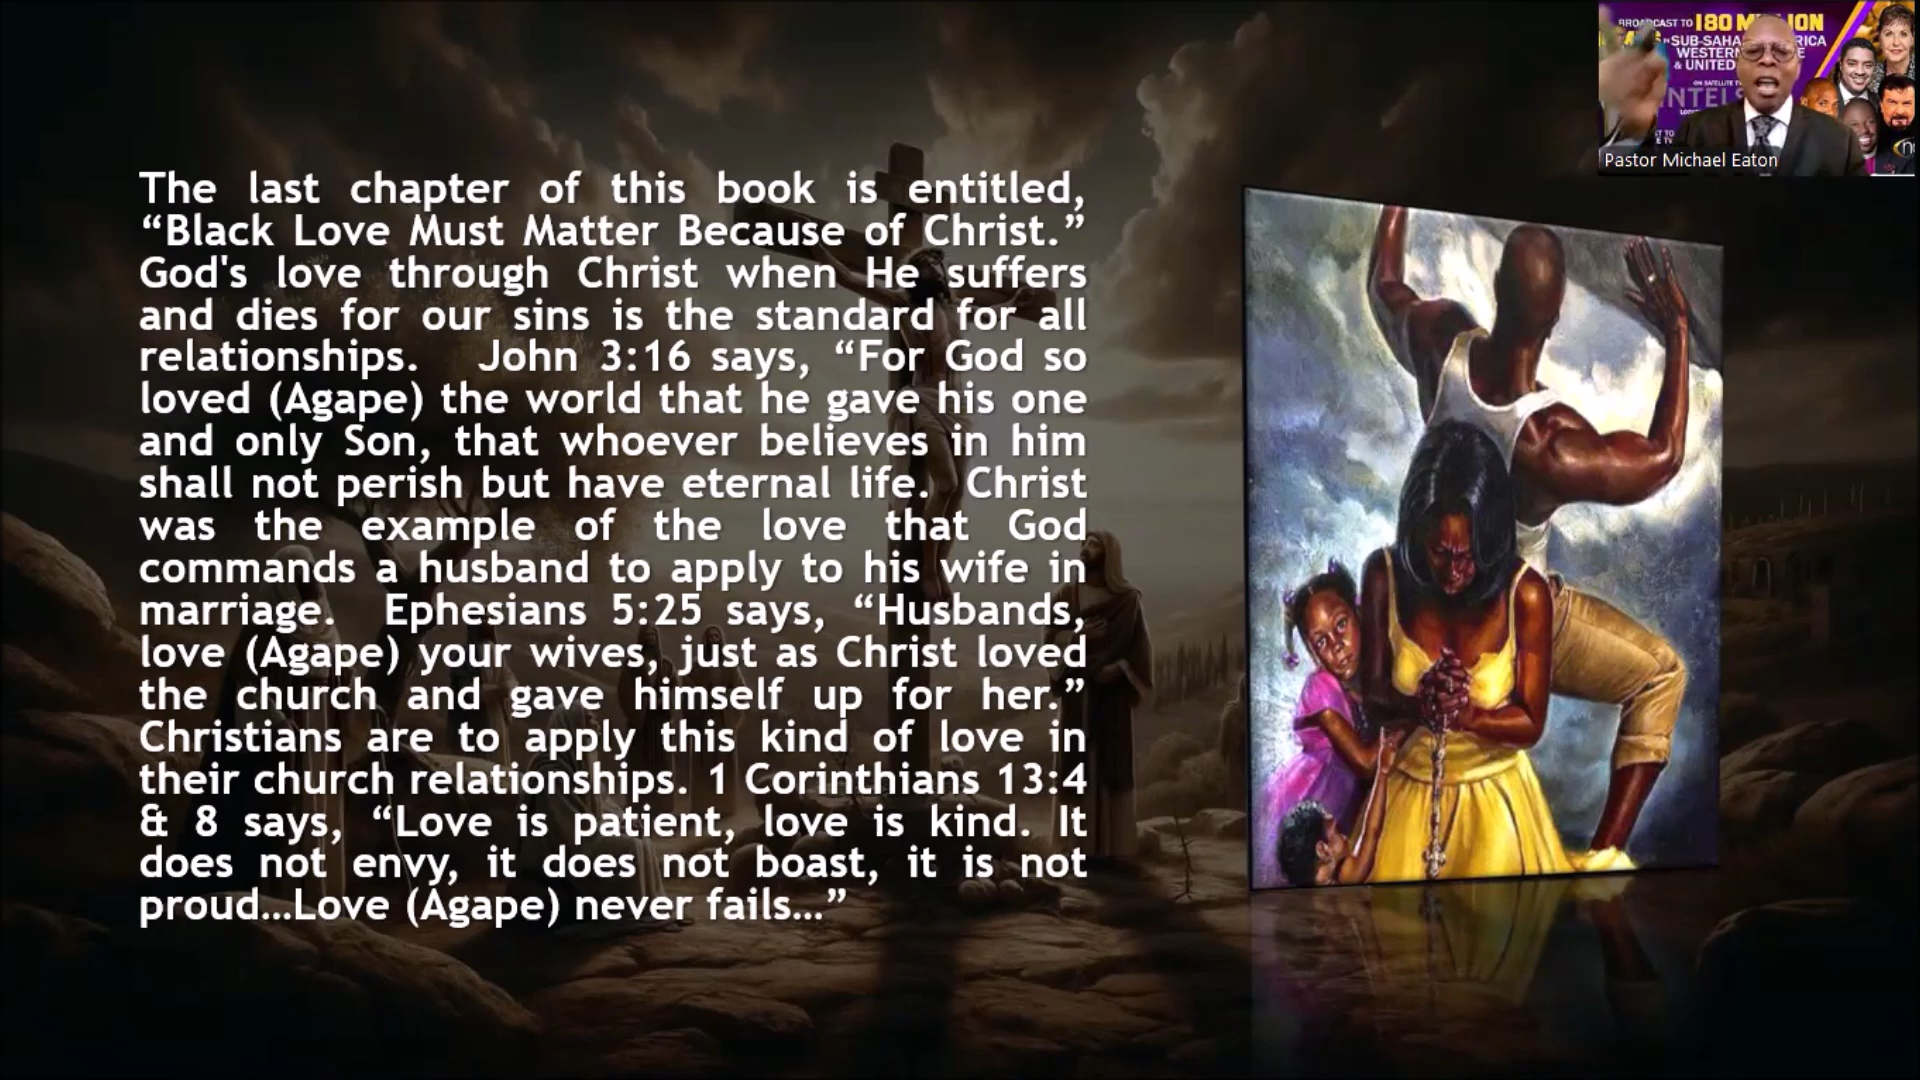 BROADCAST TO 180 MILLION
SUB-SAHA
WESTERN
& UNITED
ON SATELLITE
INTELS
Pastor Michael Eaton
The last chapter of this book is entitled,
“Black Love Must Matter Because of Christ.”
God's love through Christ when He suffers
and dies for our sins is the standard for all
relationships. John 3:16 says, “For God so
loved (Agape) the world that he gave his one
and only Son, that whoever believes in him
shall not perish but have eternal life. Christ
was the example of the love that God
commands a husband to apply to his wife in
marriage. Ephesians 5:25 says, “Husbands,
love (Agape) your wives, just as Christ loved
the church and gave himself up for her.”
Christians are to apply this kind of love in
their church relationships. 1 Corinthians 13:4
& 8 says, “Love is patient, love is kind. It
does not envy, it does not boast, it is not
proud…Love (Agape) never fails…”